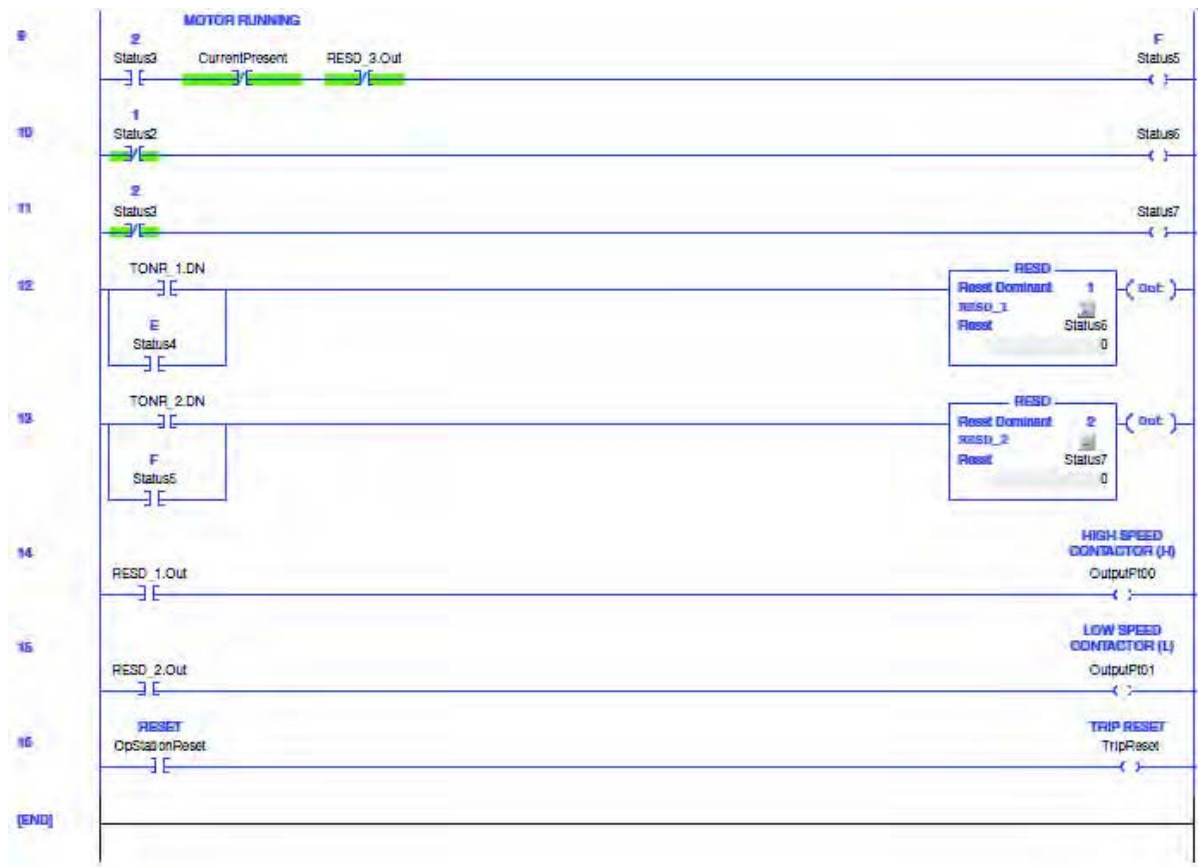 MOTOR RUNNING
9
2
F
Status3 CurrentPresent RESD_3.Out Status5
1
10
Status2 Status6
2
11
Status3 Status7
TONR_1.DN
12
RESD
Reset Dominant 1
Out
RESD_1
Reset Status6
0
E
Status4
TONR_2.DN
13
RESD
Reset Dominant 2
Out
RESD_2
Reset Status7
0
F
Status5
14
HIGH SPEED
CONTACTOR (H)
RESD_1.Out OutputPt00
15
LOW SPEED
CONTACTOR (L)
RESD_2.Out OutputPt01
16
RESET TRIP RESET
OpStationReset TripReset
[END]